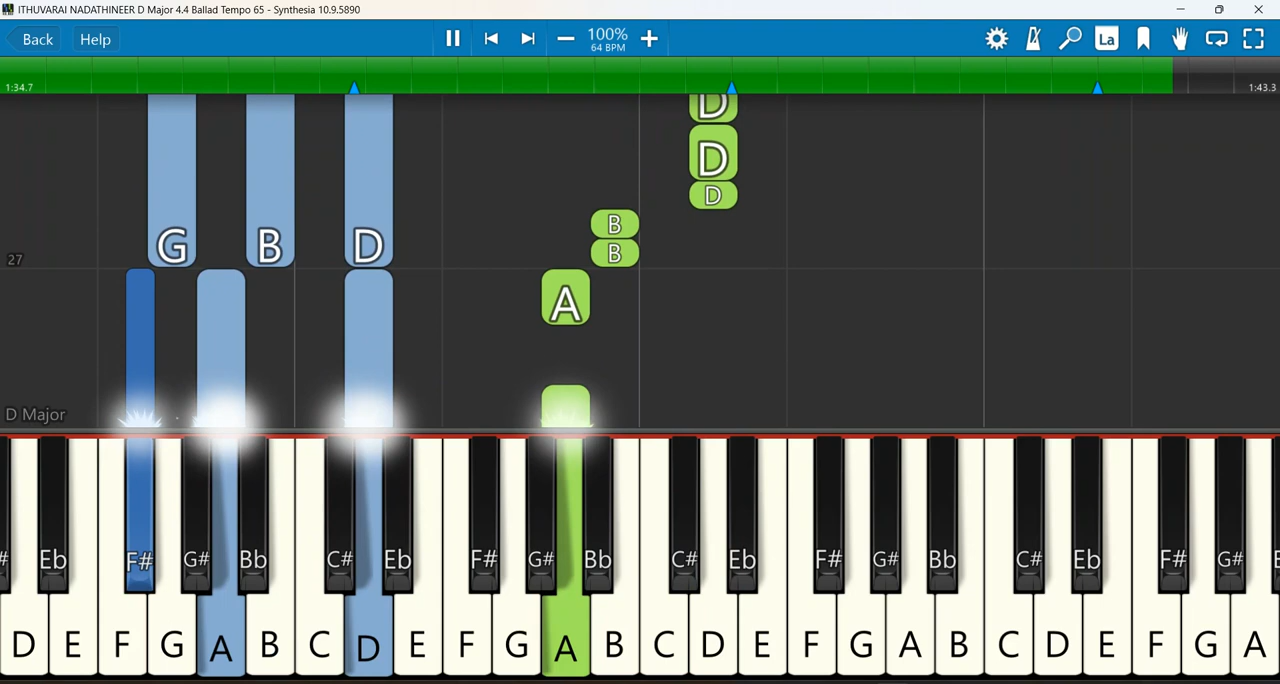 ITHUVARAI NADATHINEER D Major 4.4 Ballad Tempo 65 - Synthesia 10.9.5890
Back Help 100% La
64 BPM
1:34.7 1:43.3
D
D
D
B
G B D B
27
A
D Major
# Eb F# G# Bb C# Eb F# G# Bb C# Eb F# G# Bb C# Eb F# G# E
D E F G A B C D E F G A B C D E F G A B C D E F G A